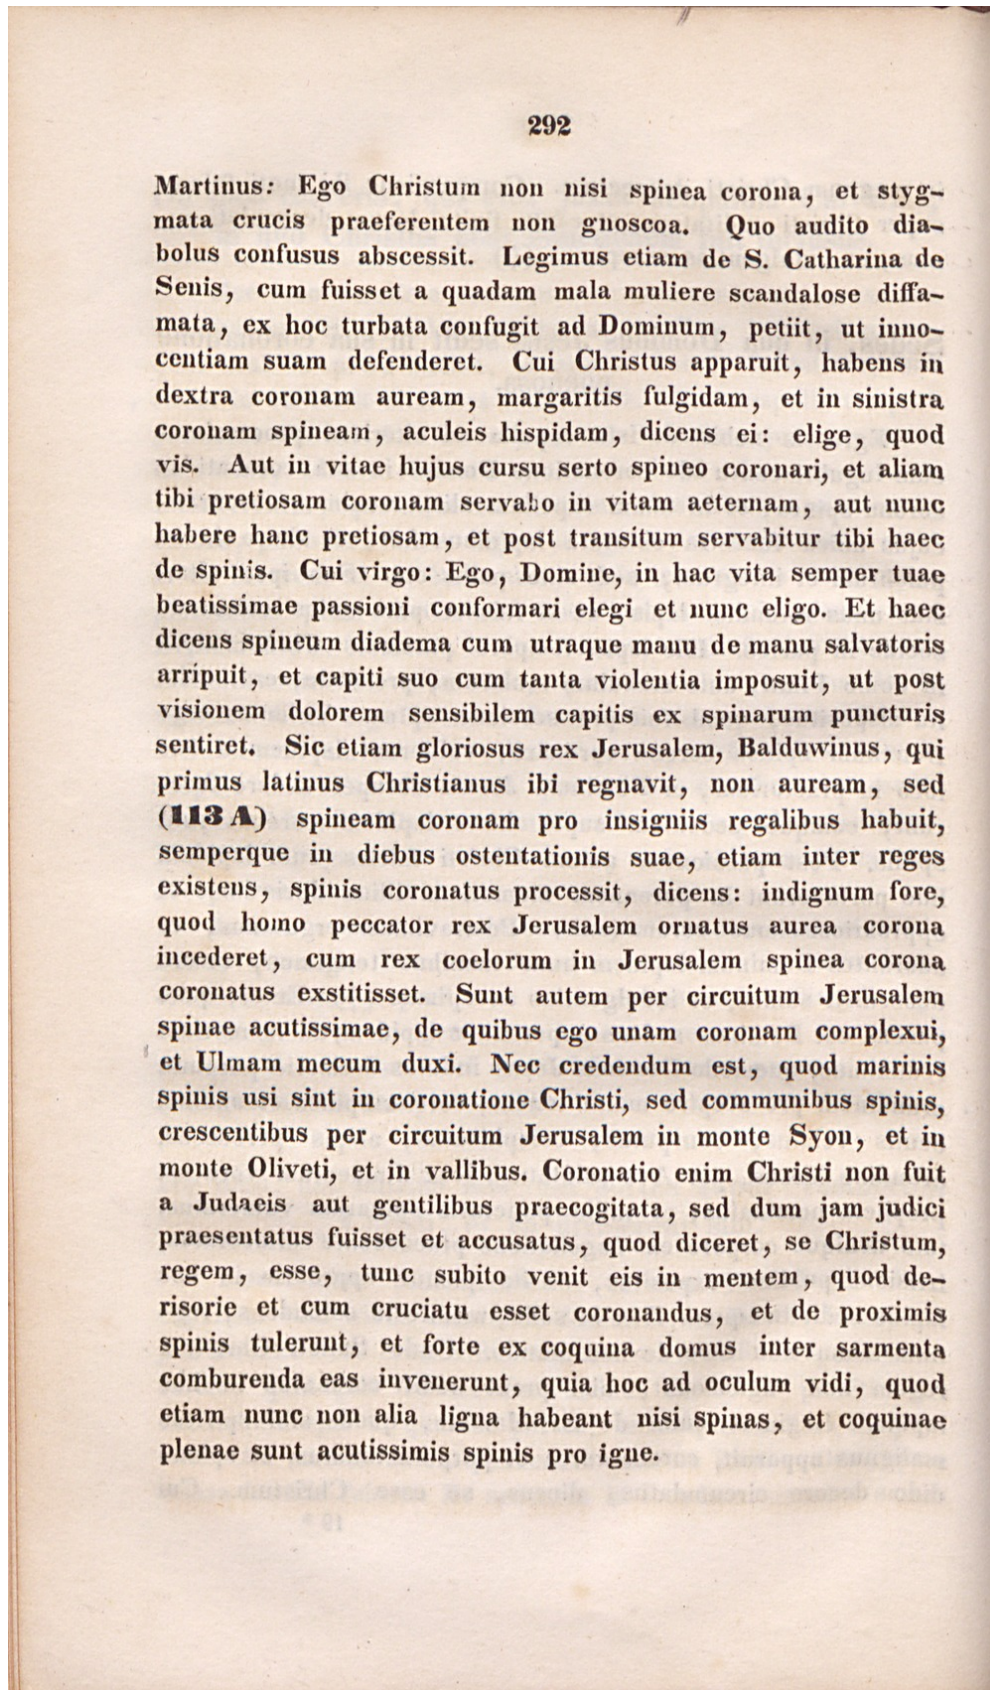 292
Martinus: Ego Christum non nisi spinea corona, et styg-
mata crucis praeferentem non gnoscoa. Quo audito dia-
bolus confusus abscessit. Legimus etiam de S. Catharina de
Senis, cum fuisset a quadam mala muliere scandalose diffa-
mata, ex hoc turbata confugit ad Dominum, petiit, ut inno-
centiam suam defenderet. Cui Christus apparuit, habens in
dextra coronam auream, margaritis fulgidam, et in sinistra
coronam spineam, aculeis hispidam, dicens ei: elige, quod
vis. Aut in vitae hujus cursu serto spineo coronari, et aliam
tibi pretiosam coronam servabo in vitam aeternam, aut nunc
habere hanc pretiosam, et post transitum servabitur tibi haec
de spinis. Cui virgo: Ego, Domine, in hac vita semper tuae
beatissimae passioni conformari elegi et nunc eligo. Et haec
dicens spineum diadema cum utraque manu de manu salvatoris
arripuit, et capiti suo cum tanta violentia imposuit, ut post
visionem dolorem sensibilem capitis ex spinarum puncturis
sentiret. Sic etiam gloriosus rex Jerusalem, Balduwinus, qui
primus latinus Christianus ibi regnavit, non auream, sed
(113 A) spineam coronam pro insigniis regalibus habuit,
semperque in diebus ostentationis suae, etiam inter reges
existens, spinis coronatus processit, dicens: indignum fore,
quod homo peccator rex Jerusalem ornatus aurea corona
incederet, cum rex coelorum in Jerusalem spinea corona
coronatus exstitisset. Sunt autem per circuitum Jerusalem
spinae acutissimae, de quibus ego unam coronam complexui,
et Ulmam mecum duxi. Nec credendum est, quod marinis
spinis usi sint in coronatione Christi, sed communibus spinis,
crescentibus per circuitum Jerusalem in monte Syon, et in
monte Oliveti, et in vallibus. Coronatio enim Christi non fuit
a Judaeis aut gentilibus praecogitata, sed dum jam judici
praesentatus fuisset et accusatus, quod diceret, se Christum,
regem, esse, tunc subito venit eis in mentem, quod de-
risorie et cum cruciatu esset coronandus, et de proximis
spinis tulerunt, et forte ex coquina domus inter sarmenta
comburenda eas invenerunt, quia hoc ad oculum vidi, quod
etiam nunc non alia ligna habeant nisi spinas, et coquinae
plenae sunt acutissimis spinis pro igne.